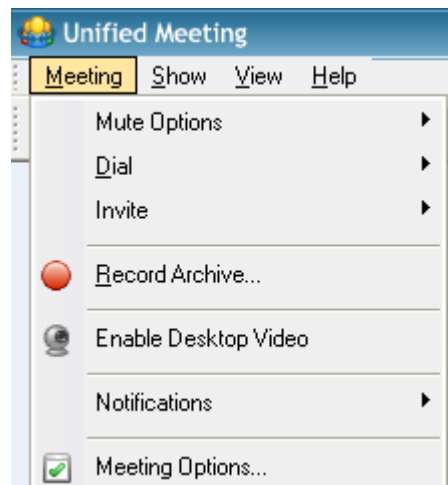 Unified Meeting
Meeting Show View Help
Mute Options
Dial
Invite
Record Archive...
Enable Desktop Video
Notifications
Meeting Options...